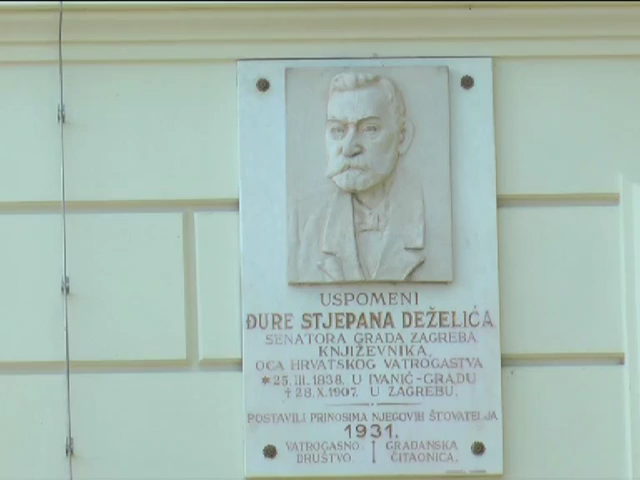 USPOMENI
ĐURE STJEPANA DEŽELIĆA
SENATORA GRADA ZAGREBA
KNJIŽEVNIKA,
OCA HRVATSKOG VATROGASTVA
*25. III. 1838. U IVANIĆ-GRADU
†28. X. 1907. U ZAGREBU.
POSTAVILI PRINOSIMA NJEGOVIH ŠTOVATELJA
1931.
VATROGASNO I GRAĐANSKA
DRUŠTVO. ČITAONICA.